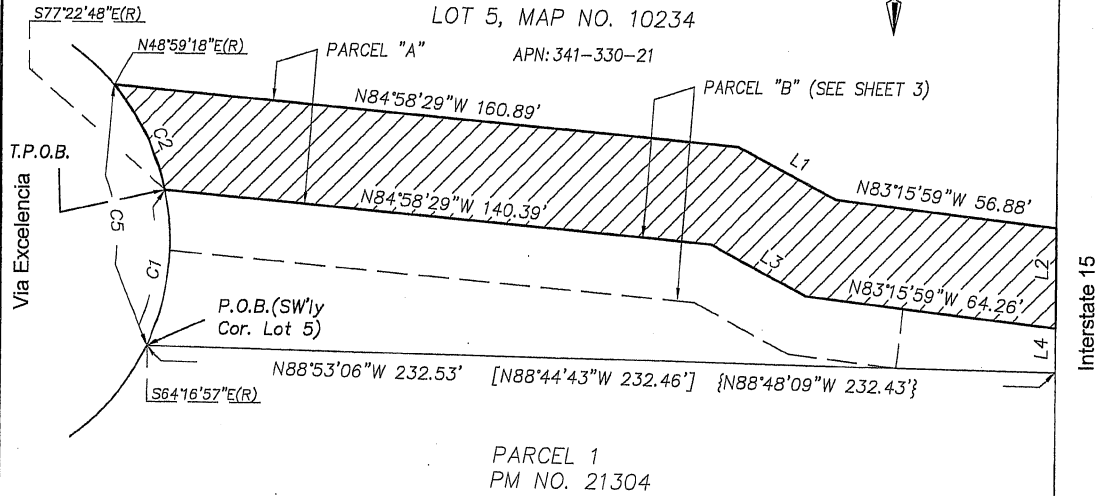 S77°22'48"E(R)
LOT 5, MAP NO. 10234
N48°59'18"E(R)
PARCEL "A"
APN: 341-330-21
PARCEL "B" (SEE SHEET 3)
N84°58'29"W 160.89'
C2
L1
T.P.O.B.
N83°15'59"W 56.88'
N84°58'29"W 140.39'
C5
Via Excelencia
L3
L2
C1
N83°15'59"W 64.26'
Interstate 15
P.O.B.(SW'ly
Cor. Lot 5)
L4
N88°53'06"W 232.53' [N88°44'43"W 232.46'] {N88°48'09"W 232.43'}
S64°16'57"E(R)
PARCEL 1
PM NO. 21304